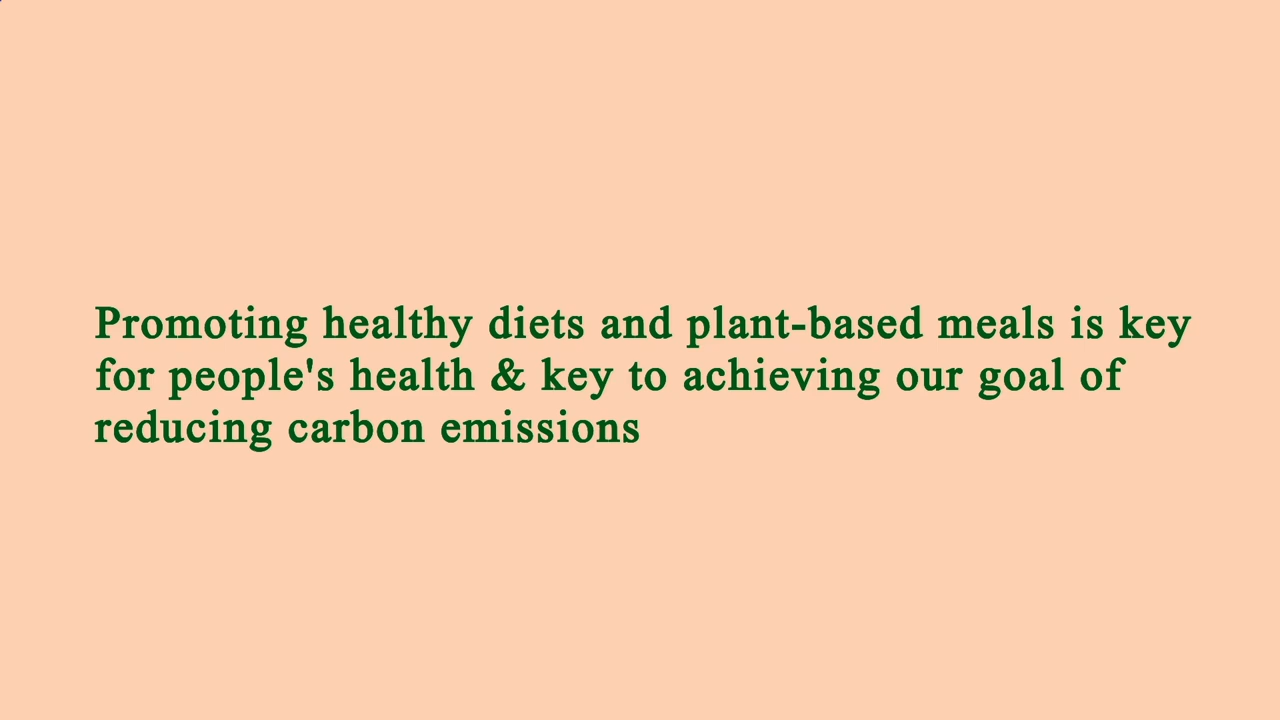 Promoting healthy diets and plant-based meals is key
for people's health & key to achieving our goal of
reducing carbon emissions